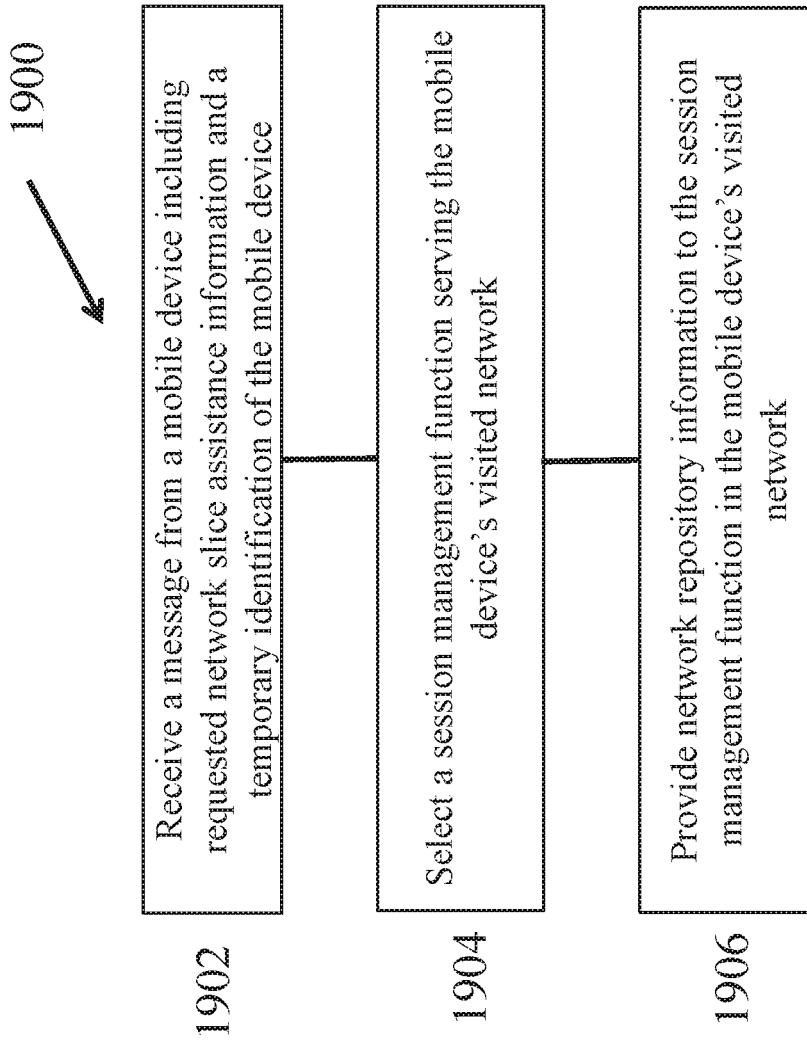 1900
1902
Receive a message from a mobile device including
requested network slice assistance information and a
temporary identification of the mobile device
1904
Select a session management function serving the mobile
device's visited network
1906
Provide network repository information to the session
management function in the mobile device's visited
network